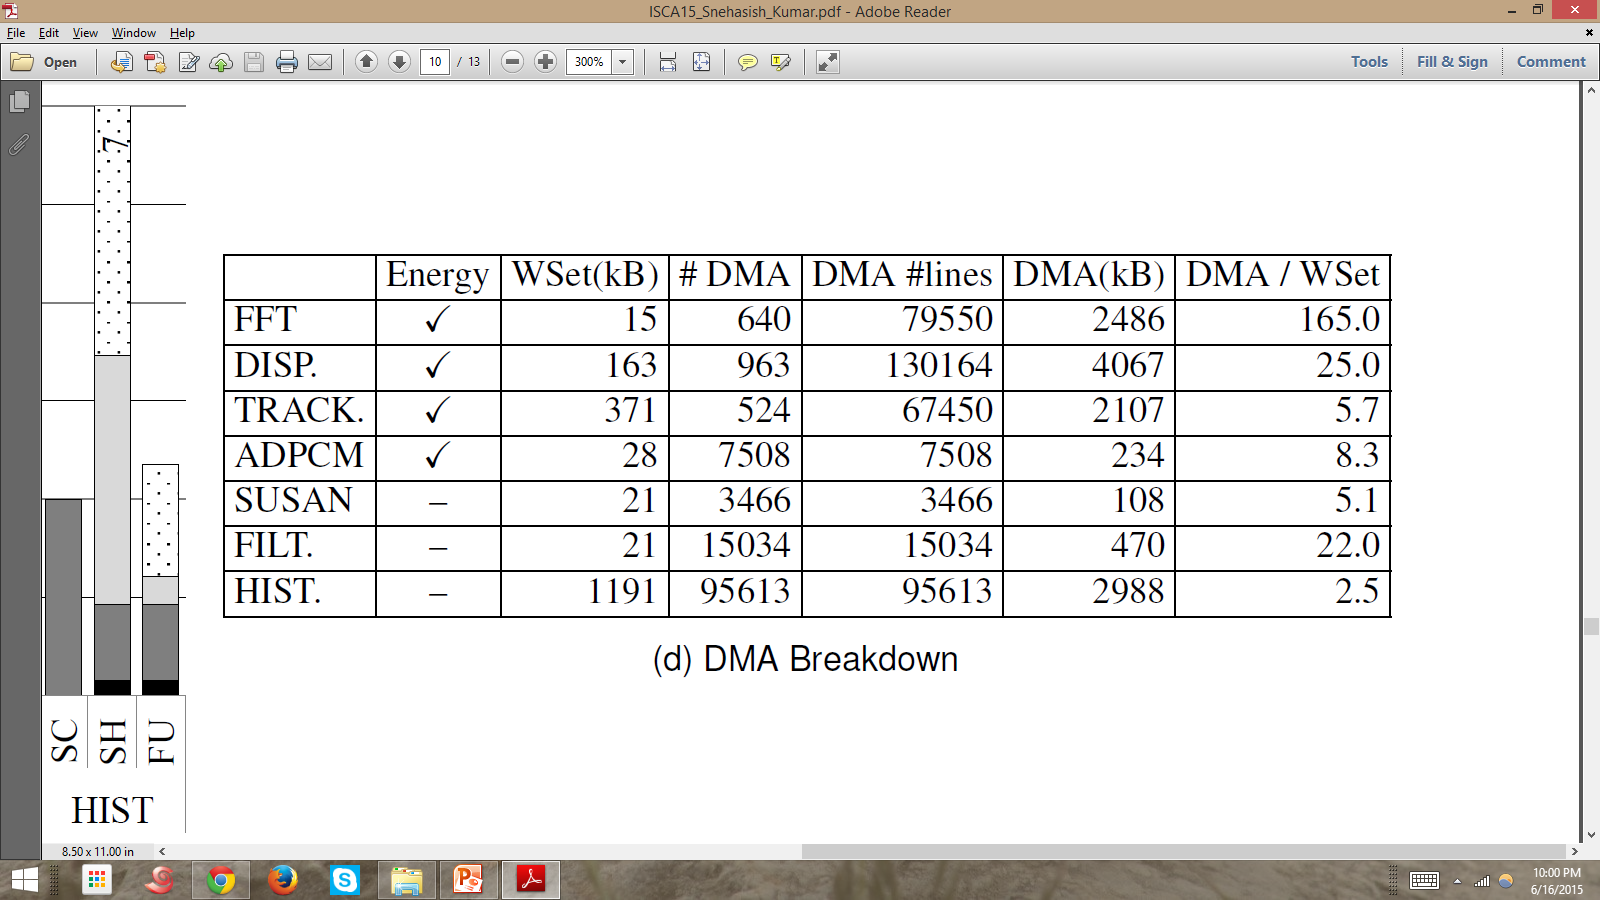 ISCA15_Snehasish_Kumar.pdf - Adobe Reader
File Edit View Window Help
Open 10 / 13 300% Tools Fill & Sign Comment
7
Energy WSet(kB) # DMA DMA #lines DMA(kB) DMA / WSet
FFT ✓ 15 640 79550 2486 165.0
DISP. ✓ 163 963 130164 4067 25.0
TRACK. ✓ 371 524 67450 2107 5.7
ADPCM ✓ 28 7508 7508 234 8.3
SUSAN – 21 3466 3466 108 5.1
FILT. – 21 15034 15034 470 22.0
HIST. – 1191 95613 95613 2988 2.5
(d) DMA Breakdown
SC SH FU
HIST
8.50 x 11.00 in
10:00 PM
6/16/2015